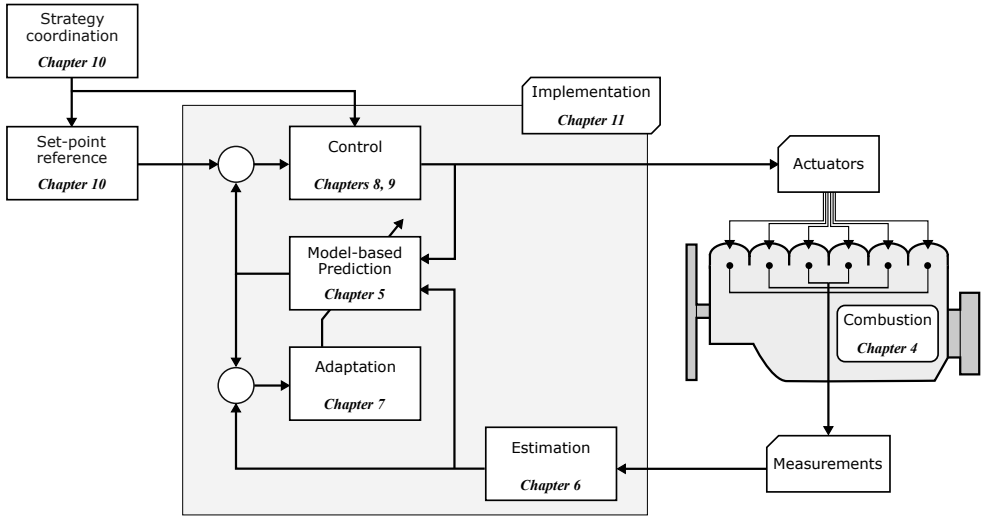 Strategy
coordination
Chapter 10
Implementation
Chapter 11
Set-point
reference
Chapter 10
Control
Chapters 8, 9
Actuators
Model-based
Prediction
Chapter 5
Combustion
Chapter 4
Adaptation
Chapter 7
Estimation
Chapter 6
Measurements